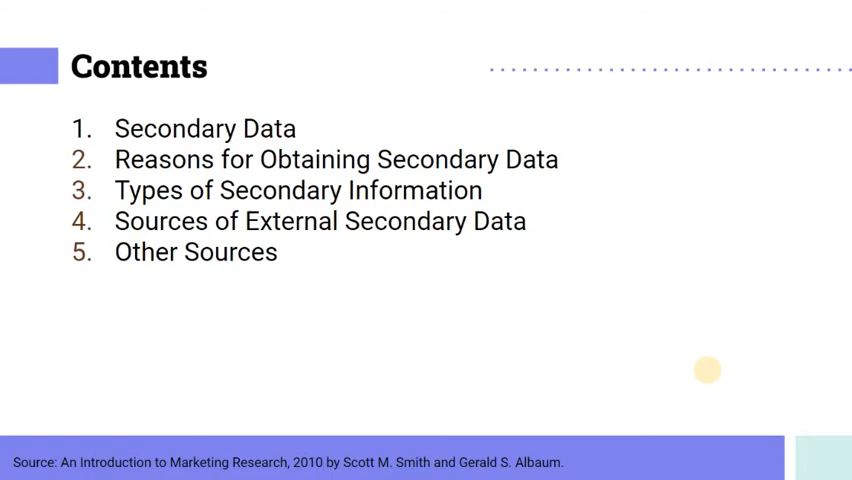 Contents
1. Secondary Data
2. Reasons for Obtaining Secondary Data
3. Types of Secondary Information
4. Sources of External Secondary Data
5. Other Sources
Source: An Introduction to Marketing Research, 2010 by Scott M. Smith and Gerald S. Albaum.